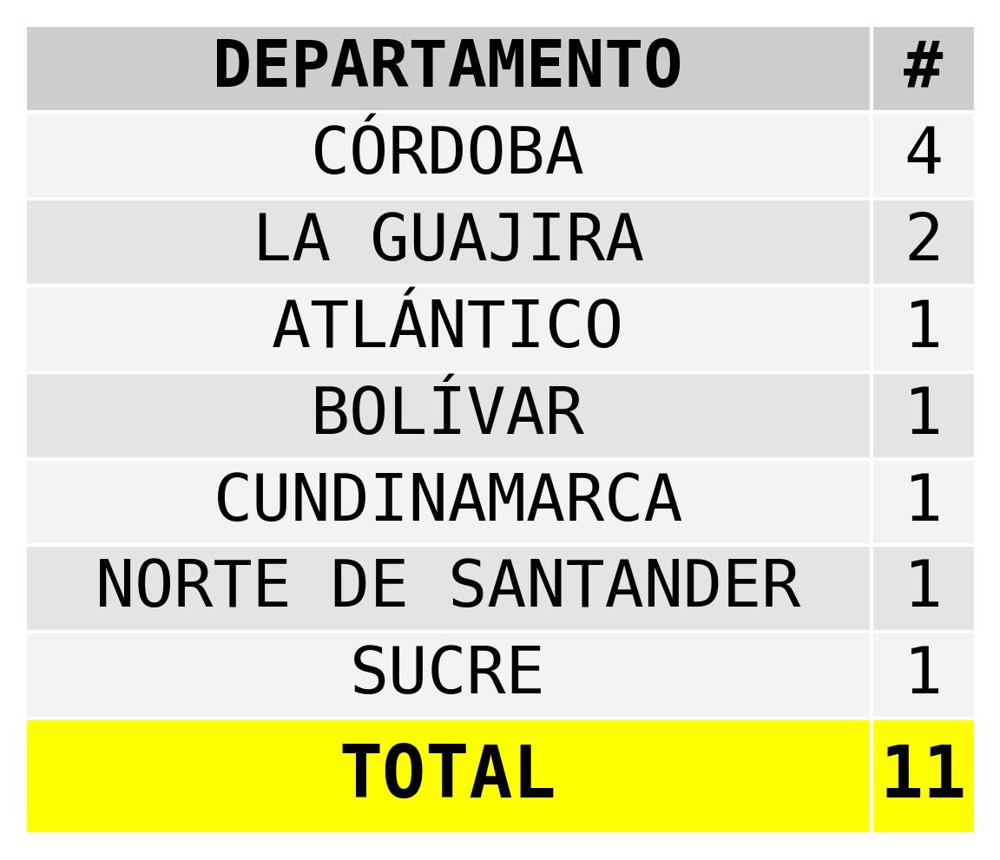 DEPARTAMENTO #
CÓRDOBA 4
LA GUAJIRA 2
ATLÁNTICO 1
BOLÍVAR 1
CUNDINAMARCA 1
NORTE DE SANTANDER 1
SUCRE 1
TOTAL 11